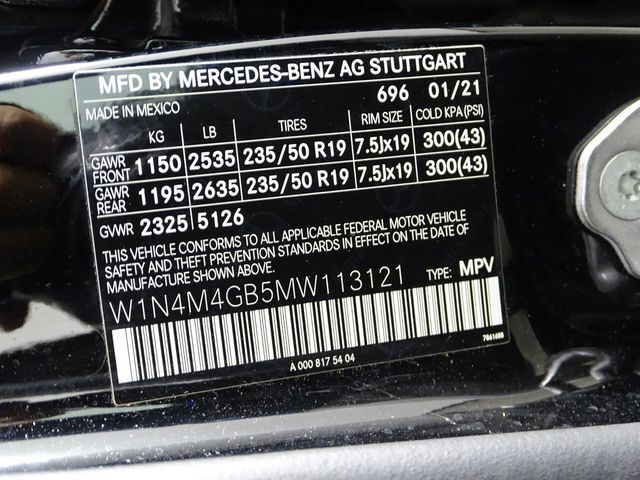 MFD BY MERCEDES-BENZ AG STUTTGART
MADE IN MEXICO 696 01/21
KG LB TIRES RIM SIZE COLD KPA(PSI)
GAWR FRONT 1150 2535 235/50 R19 7.5Jx19 300(43)
GAWR REAR 1195 2635 235/50 R19 7.5Jx19 300(43)
GVWR 2325 5126
THIS VEHICLE CONFORMS TO ALL APPLICABLE FEDERAL MOTOR VEHICLE
SAFETY AND THEFT PREVENTION STANDARDS IN EFFECT ON THE DATE OF
MANUFACTURE SHOWN ABOVE.
W1N4M4GB5MW113121 TYPE: MPV
A 000 817 54 04